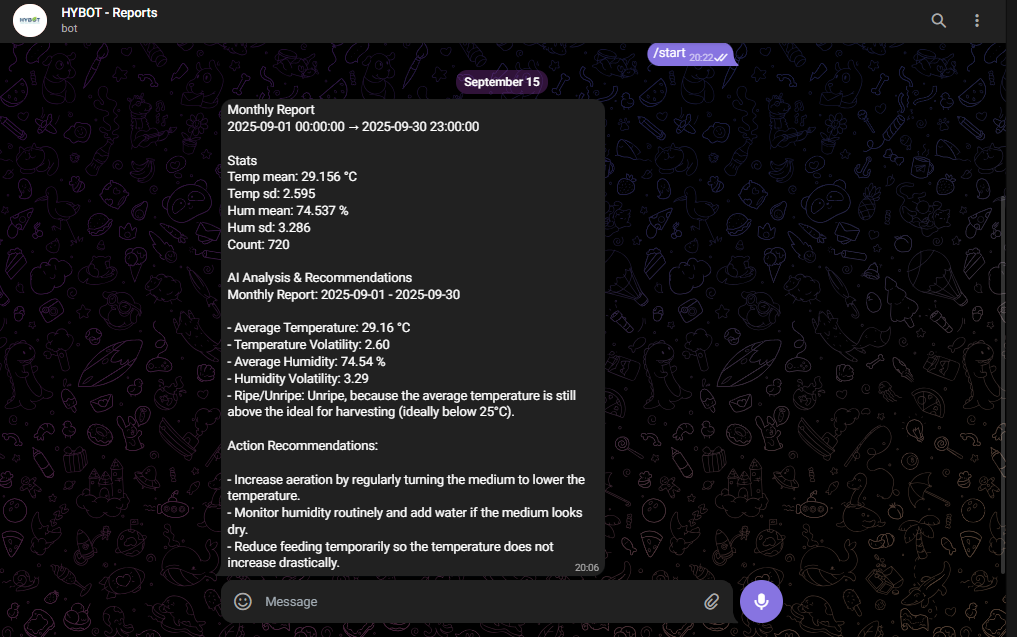 HYBOT
HYBOT - Reports
bot
/start 20:22
September 15
Monthly Report
2025-09-01 00:00:00 → 2025-09-30 23:00:00
Stats
Temp mean: 29.156 °C
Temp sd: 2.595
Hum mean: 74.537 %
Hum sd: 3.286
Count: 720
AI Analysis & Recommendations
Monthly Report: 2025-09-01 - 2025-09-30
- Average Temperature: 29.16 °C
- Temperature Volatility: 2.60
- Average Humidity: 74.54 %
- Humidity Volatility: 3.29
- Ripe/Unripe: Unripe, because the average temperature is still
above the ideal for harvesting (ideally below 25°C).
Action Recommendations:
- Increase aeration by regularly turning the medium to lower the
temperature.
- Monitor humidity routinely and add water if the medium looks
dry.
- Reduce feeding temporarily so the temperature does not
increase drastically.
20:06
Message